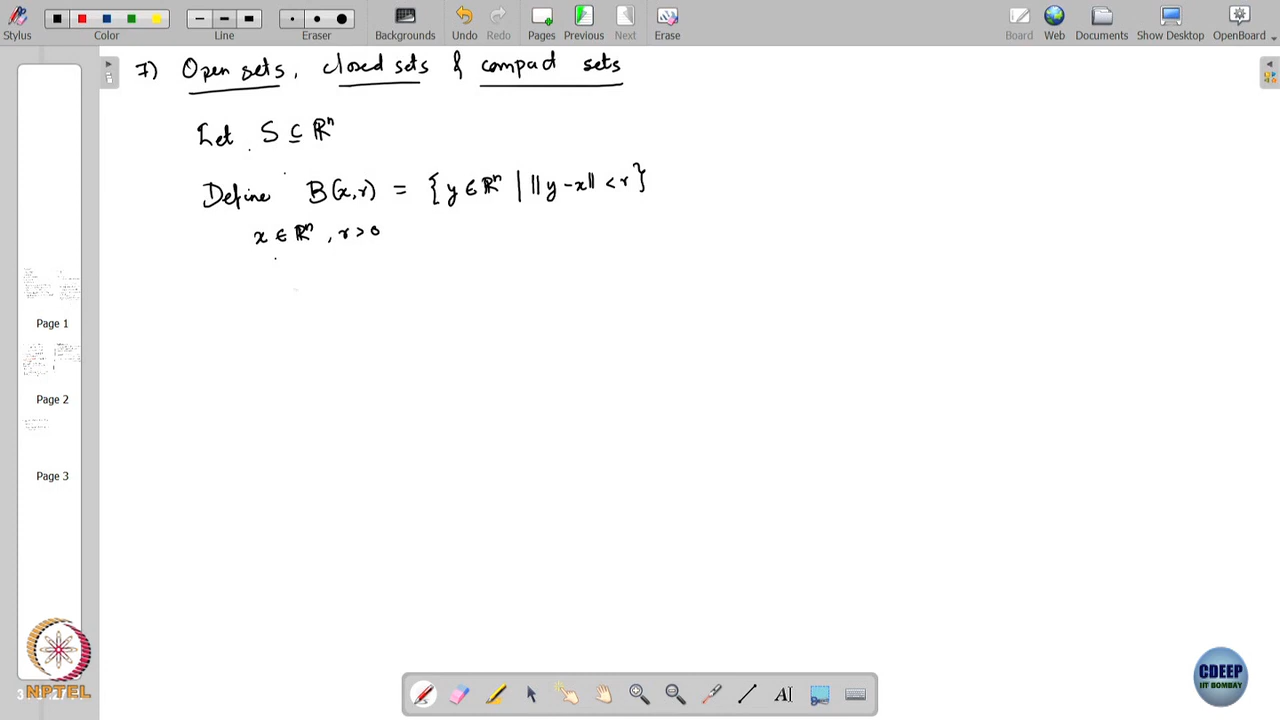 Stylus Color Line Eraser Backgrounds Undo Redo Pages Previous Next Erase Board Web Documents Show Desktop OpenBoard
7) Open sets, closed sets & compact sets
Let S ⊆ ℝⁿ
Define B(x,r) = {y ∈ ℝⁿ | ||y-x|| < r}
x ∈ ℝⁿ, r > 0
Page 1
Page 2
Page 3
NPTEL
CDEEP
IIT BOMBAY